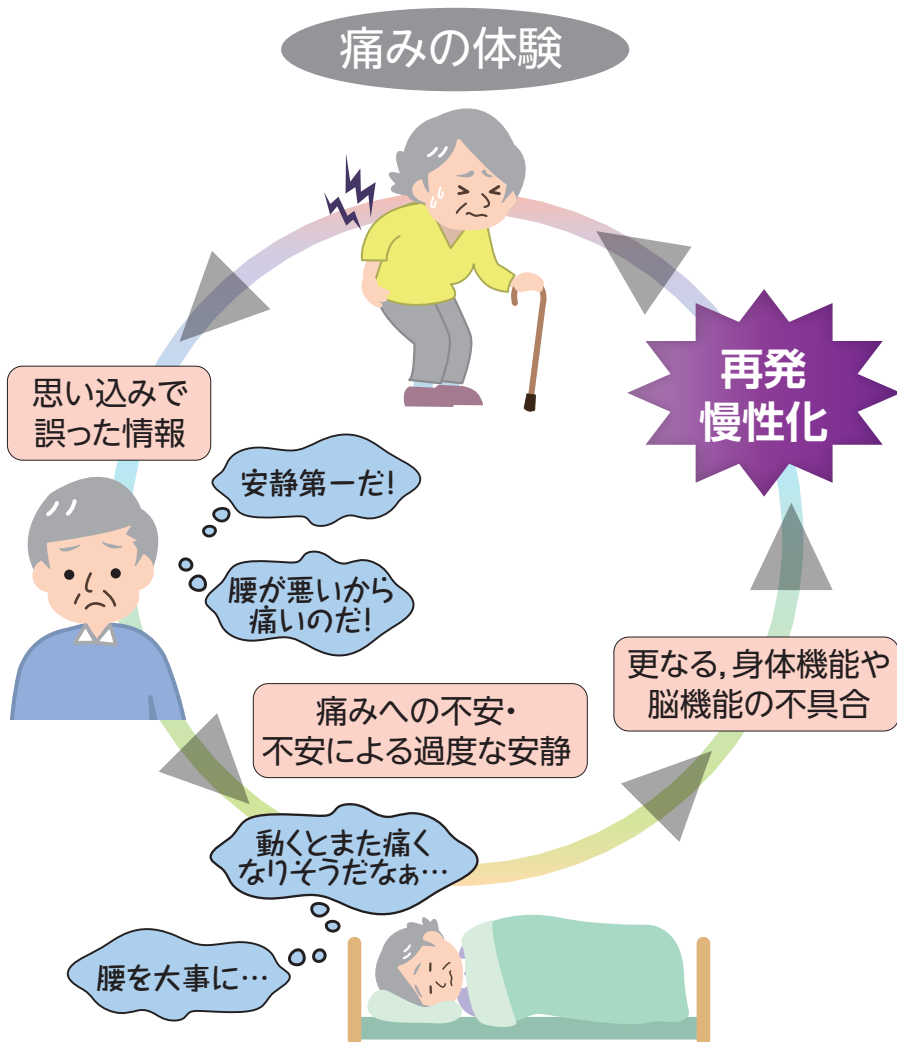 痛みの体験
思い込みで
誤った情報
安静第一だ!
腰が悪いから
痛いのだ!
痛みへの不安・
不安による過度な安静
動くとまた痛く
なりそうだなぁ…
腰を大事に…
更なる,身体機能や
脳機能の不具合
再発
慢性化